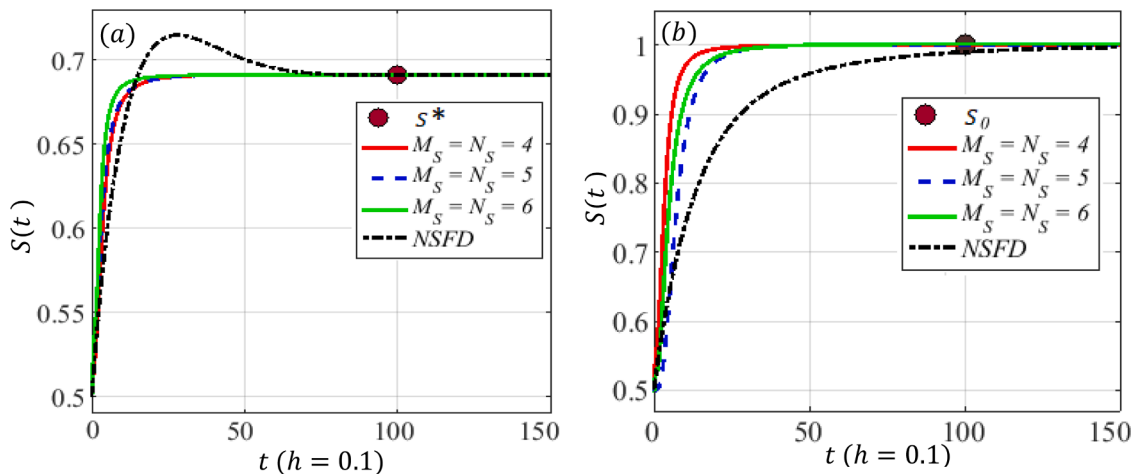 (a)
0.7
0.65
0.6
0.55
0.5
S(t)
S*
M_S = N_S = 4
M_S = N_S = 5
M_S = N_S = 6
NSFD
0 50 100 150
t (h = 0.1)
(b)
1
0.9
0.8
0.7
0.6
0.5
S(t)
S_0
M_S = N_S = 4
M_S = N_S = 5
M_S = N_S = 6
NSFD
0 50 100 150
t (h = 0.1)